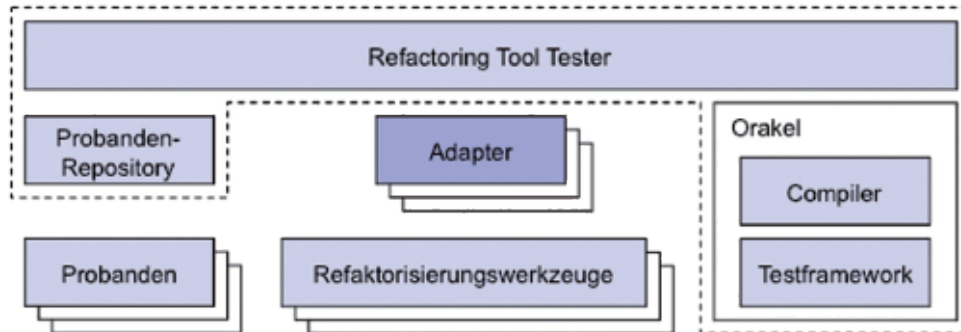 Refactoring Tool Tester
Probanden-
Repository
Adapter
Orakel
Compiler
Probanden
Refaktorisierungswerkzeuge
Testframework